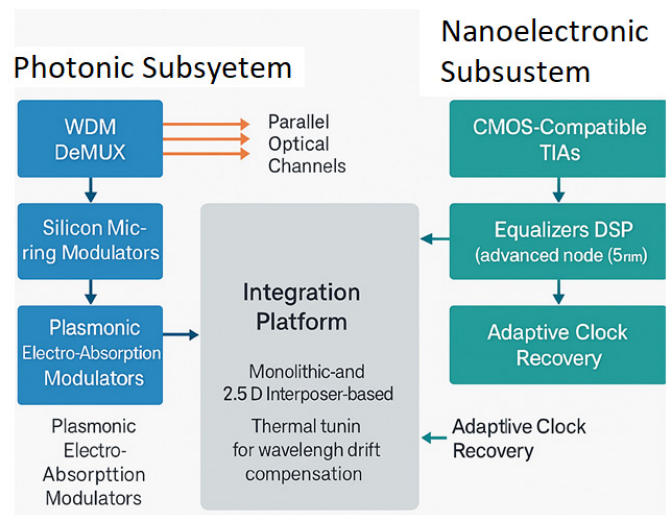 Photonic Subsyetem
Nanoelectronic
Subsustem
WDM
DeMUX
Parallel
Optical
Channels
CMOS-Compatible
TIAs
Silicon Mic-
ring Modulators
Equalizers DSP
(advanced node (5nm)
Integration
Platform
Plasmonic
Electro-Absorption
Modulators
Adaptive Clock
Recovery
Monolithic-and
2.5 D Interposer-based
Thermal tunin
for wavelengh drift
compensation
Plasmonic
Electro-
Absorpttion
Modulators
Adaptive Clock
Recovery